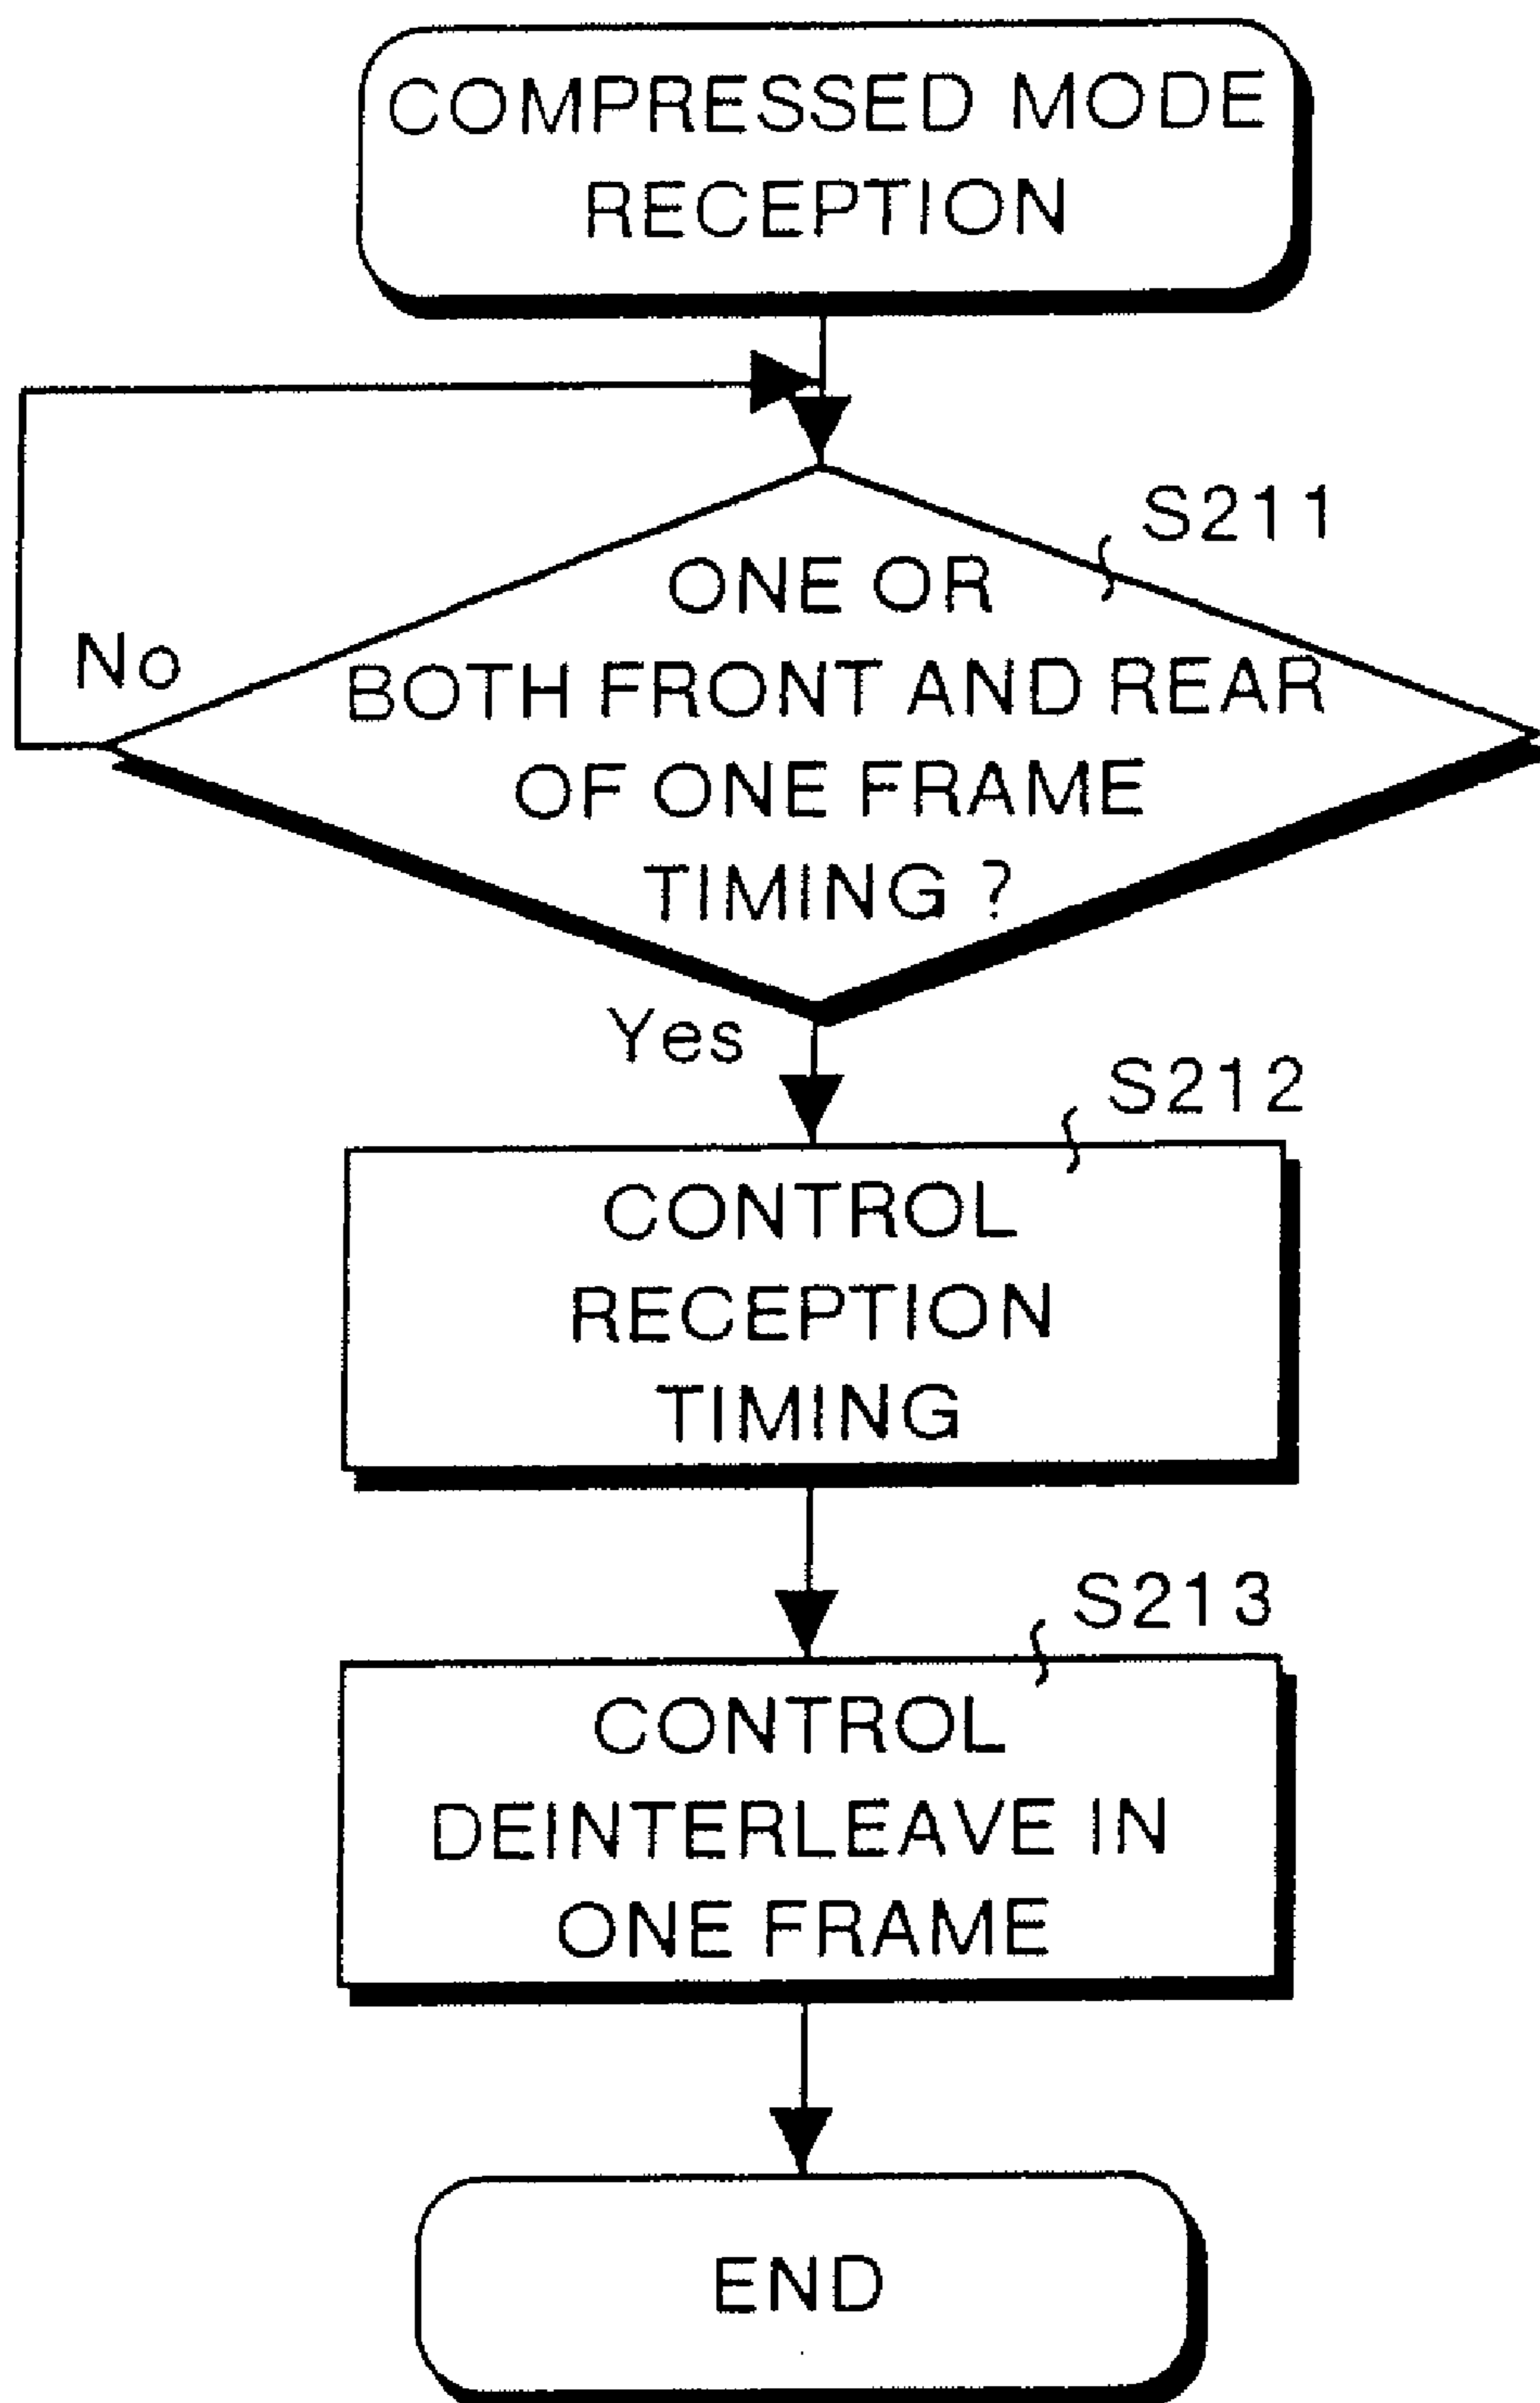 COMPRESSED MODE
RECEPTION
S211
ONE OR
No
BOTH FRONT AND REAR
OF ONE FRAME
TIMING ?
Yes
S212
CONTROL
RECEPTION
TIMING
S213
CONTROL
DEINTERLEAVE IN
ONE FRAME
END